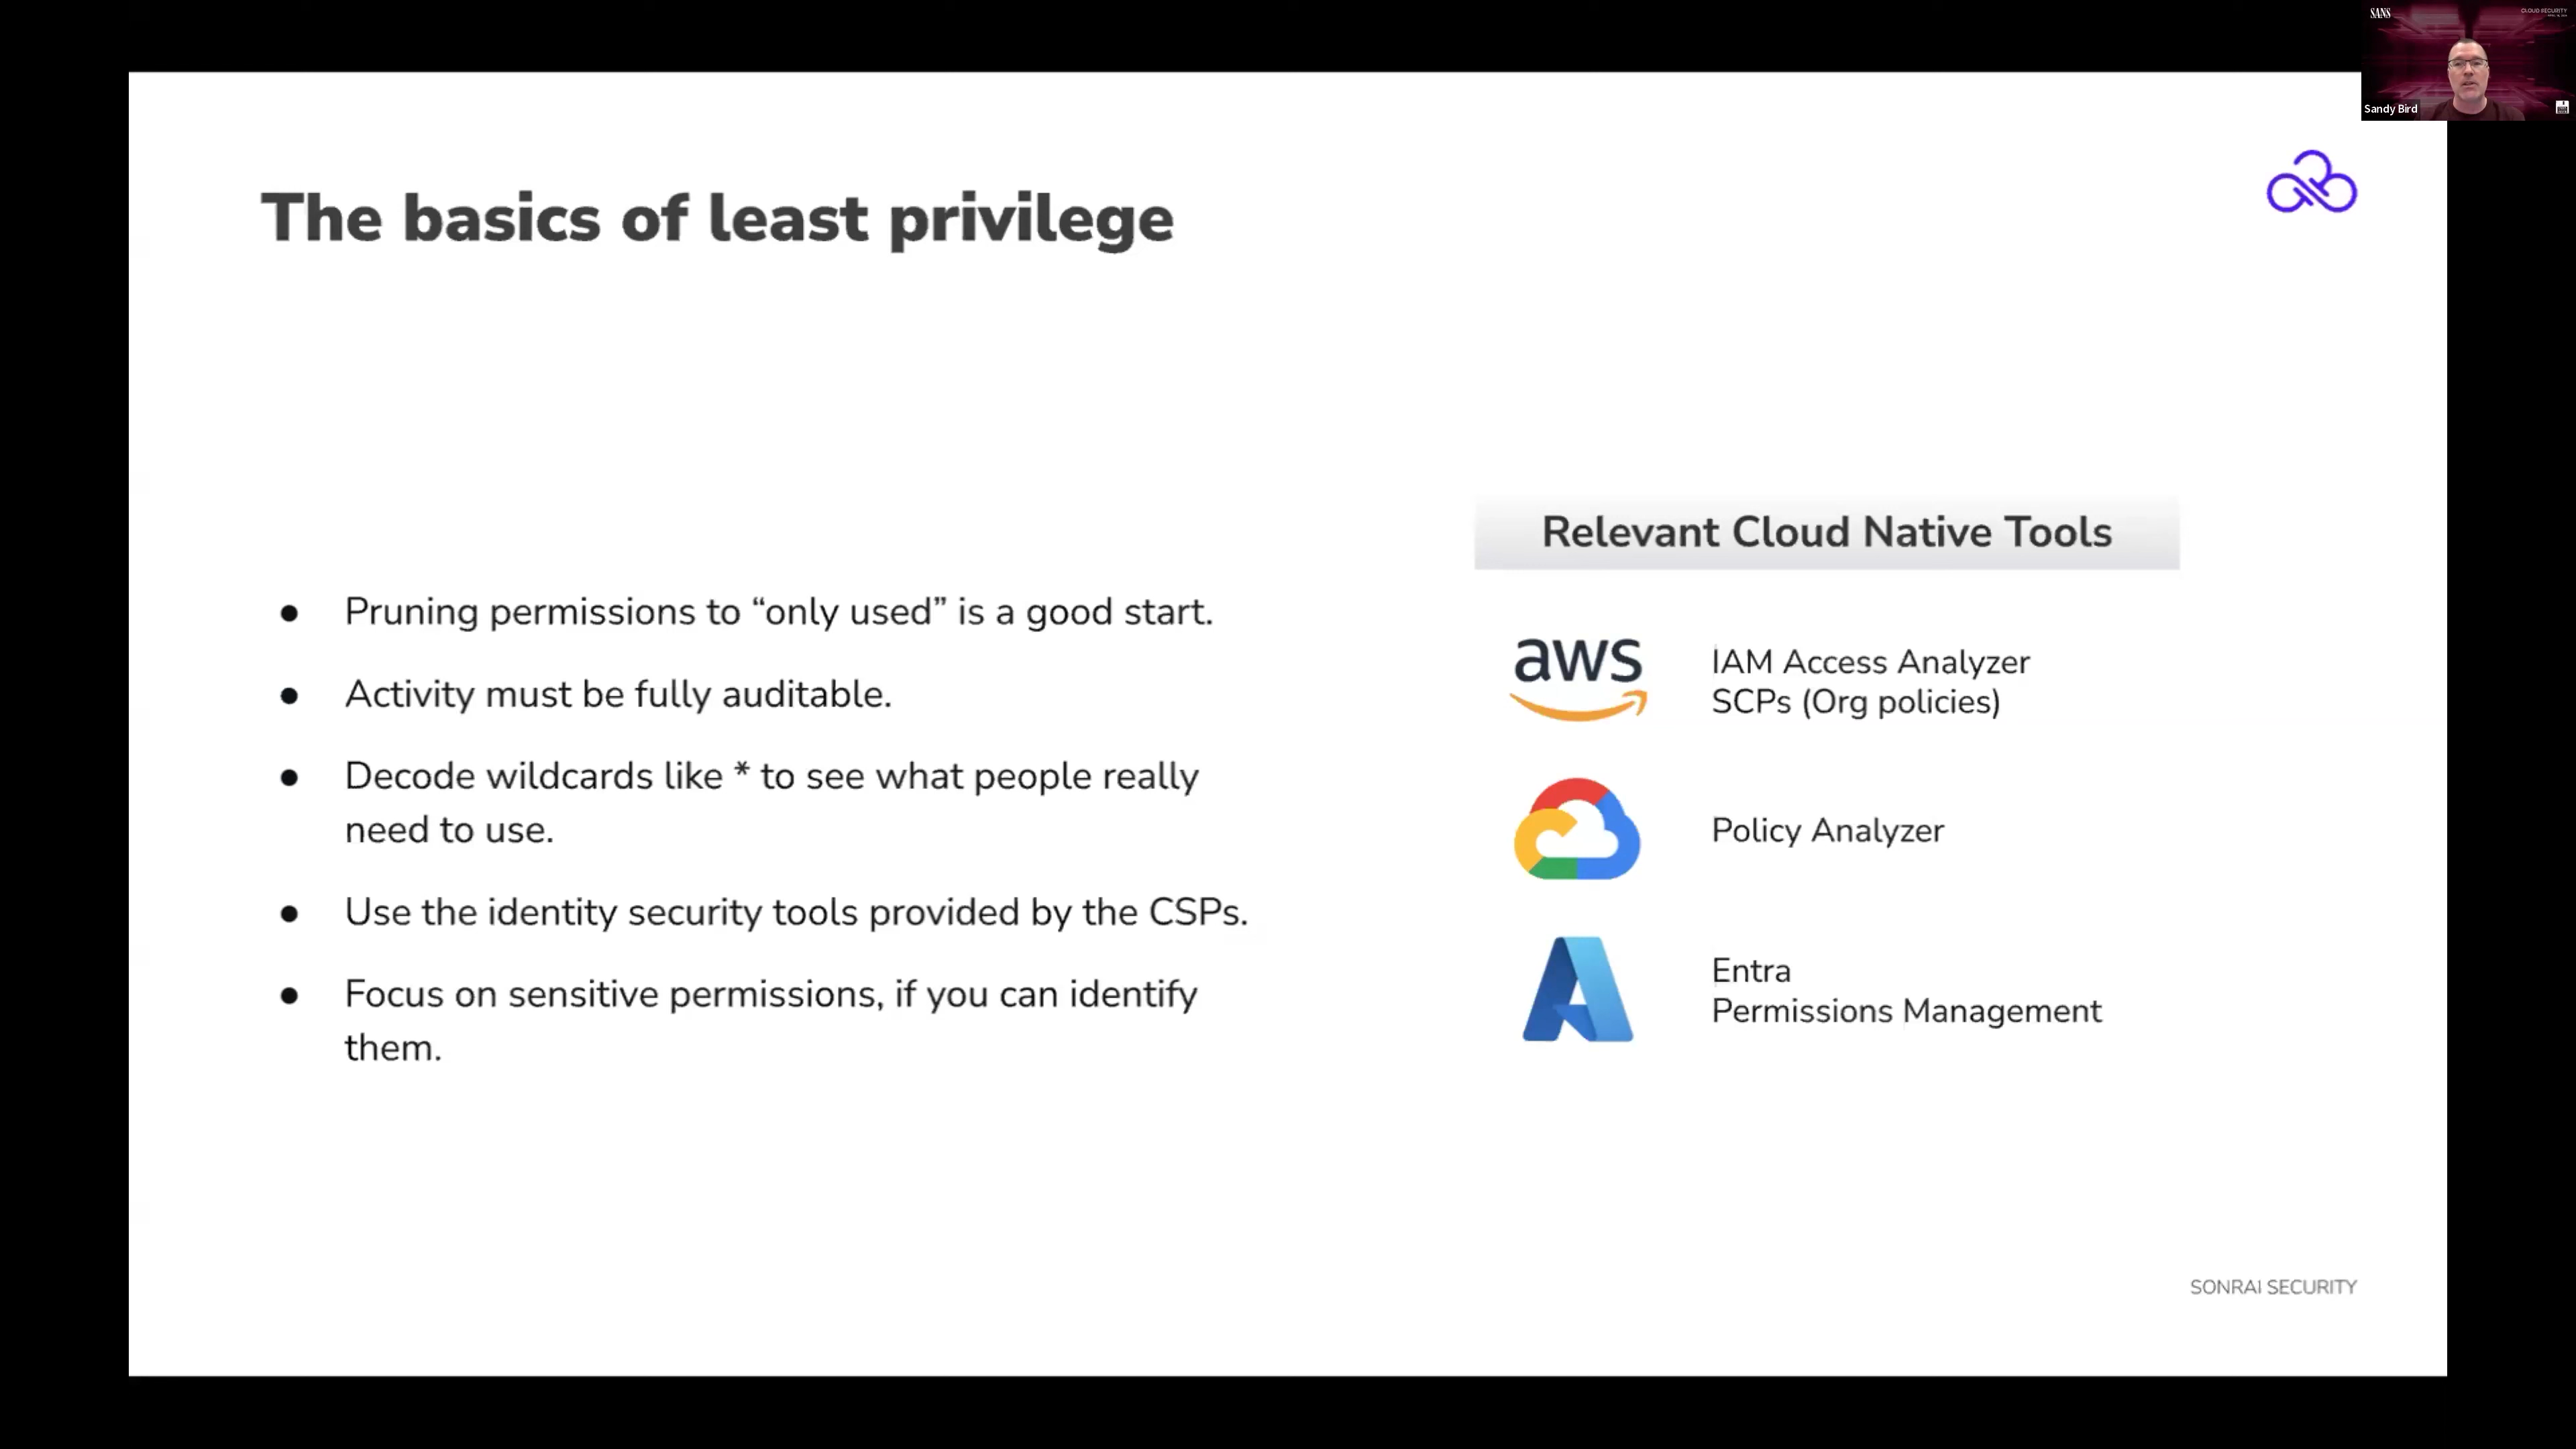 SANS
CLOUD SECURITY
Sandy Bird
The basics of least privilege
● Pruning permissions to “only used” is a good start.
● Activity must be fully auditable.
● Decode wildcards like * to see what people really
need to use.
● Use the identity security tools provided by the CSPs.
● Focus on sensitive permissions, if you can identify
them.
Relevant Cloud Native Tools
aws
IAM Access Analyzer
SCPs (Org policies)
Policy Analyzer
Entra
Permissions Management
SONRAI SECURITY